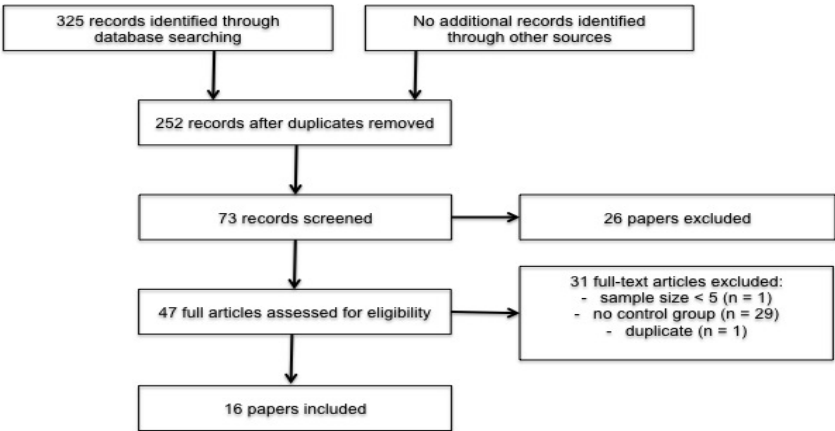 325 records identified through
database searching
No additional records identified
through other sources
252 records after duplicates removed
73 records screened
26 papers excluded
47 full articles assessed for eligibility
31 full-text articles excluded:
- sample size < 5 (n = 1)
- no control group (n = 29)
- duplicate (n = 1)
16 papers included